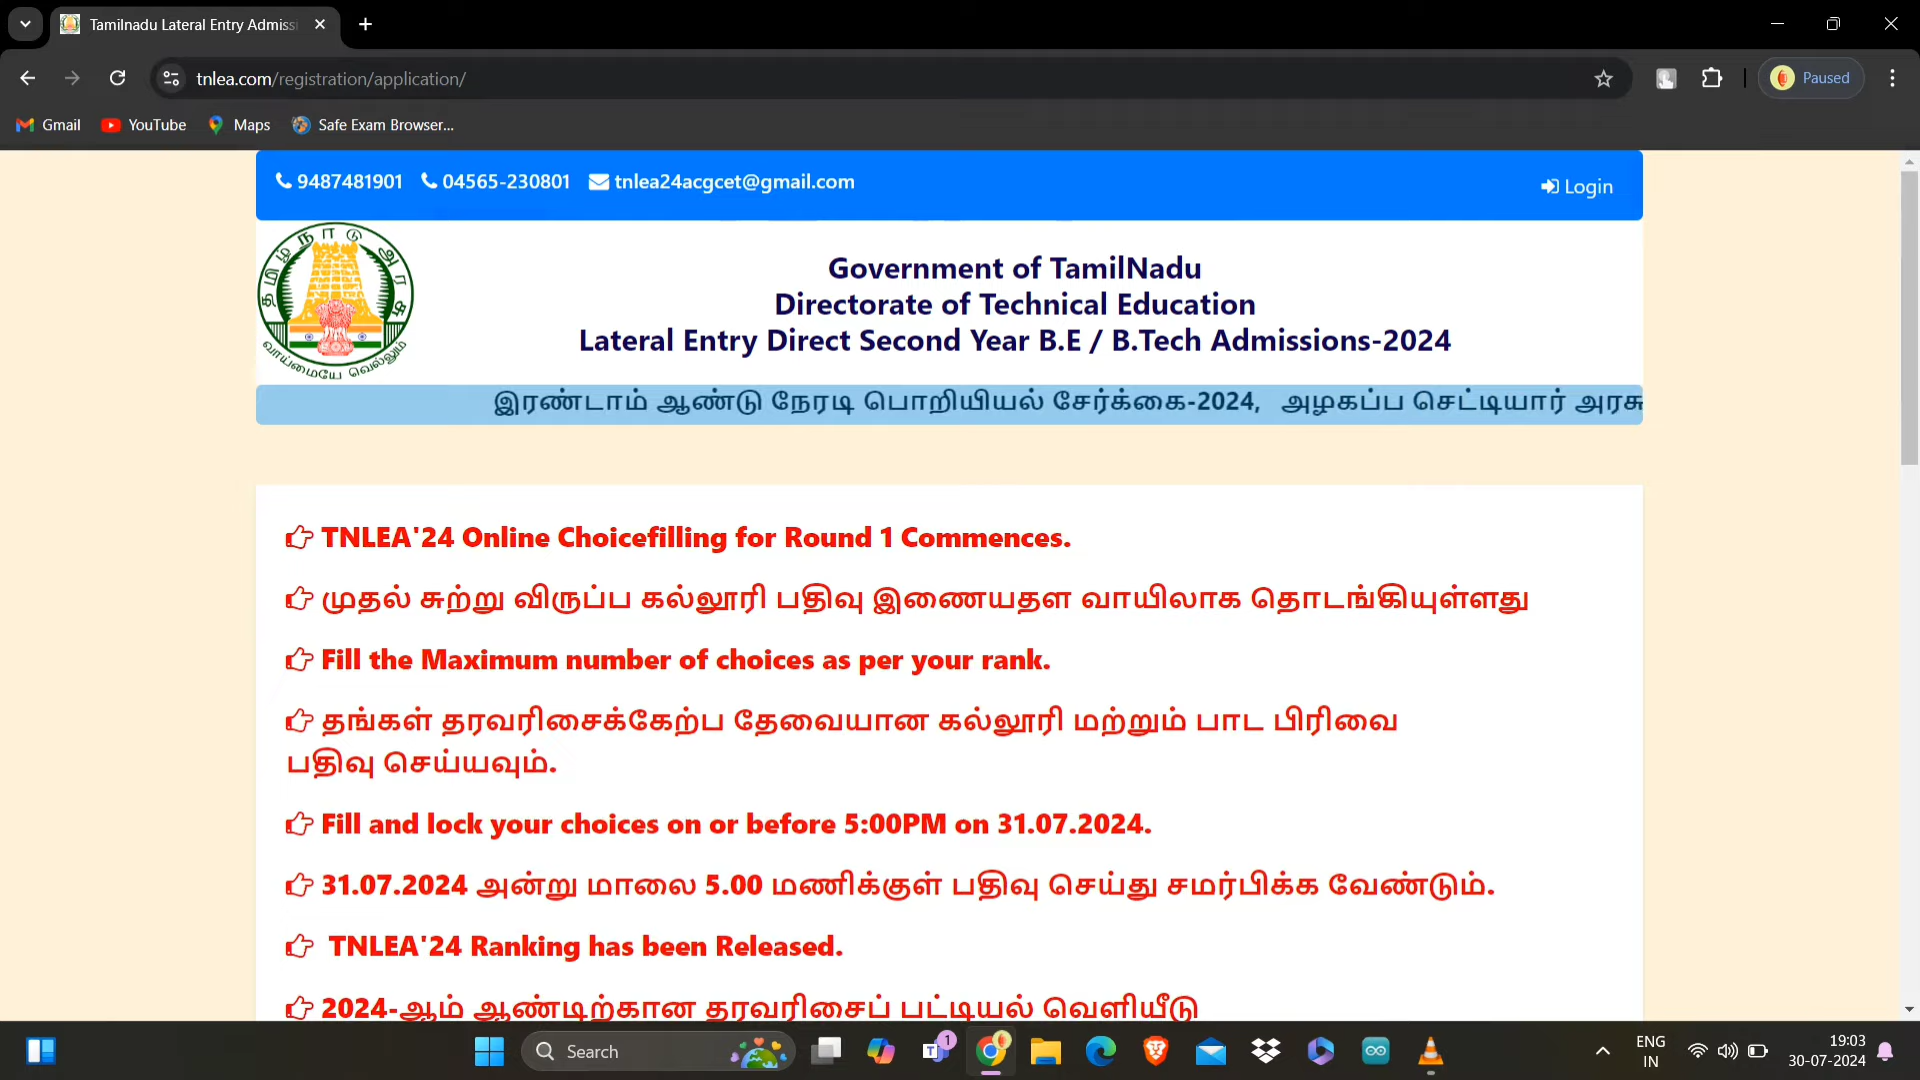 Tamilnadu Lateral Entry Admiss
tnlea.com/registration/application/
Paused
Gmail YouTube Maps Safe Exam Browser...
9487481901 04565-230801 tnlea24acgcet@gmail.com
Login
தமிழ்நாடு அரசு
வாய்மையே வெல்லும்
Government of TamilNadu
Directorate of Technical Education
Lateral Entry Direct Second Year B.E / B.Tech Admissions-2024
இரண்டாம் ஆண்டு நேரடி பொறியியல் சேர்க்கை-2024, அழகப்ப செட்டியார் அரசு
TNLEA'24 Online Choicefilling for Round 1 Commences.
முதல் சுற்று விருப்ப கல்லூரி பதிவு இணையதள வாயிலாக தொடங்கியுள்ளது
Fill the Maximum number of choices as per your rank.
தங்கள் தரவரிசைக்கேற்ப தேவையான கல்லூரி மற்றும் பாட பிரிவை
பதிவு செய்யவும்.
Fill and lock your choices on or before 5:00PM on 31.07.2024.
31.07.2024 அன்று மாலை 5.00 மணிக்குள் பதிவு செய்து சமர்பிக்க வேண்டும்.
TNLEA'24 Ranking has been Released.
2024-ஆம் ஆண்டிற்கான தரவரிசைப் பட்டியல் வெளியீடு
Search
1
ENG
IN
19:03
30-07-2024